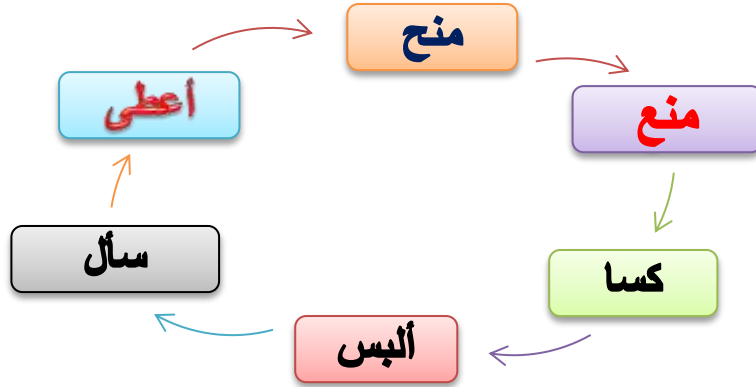 منح
منع
كسا
ألبس
سأل
أعطى